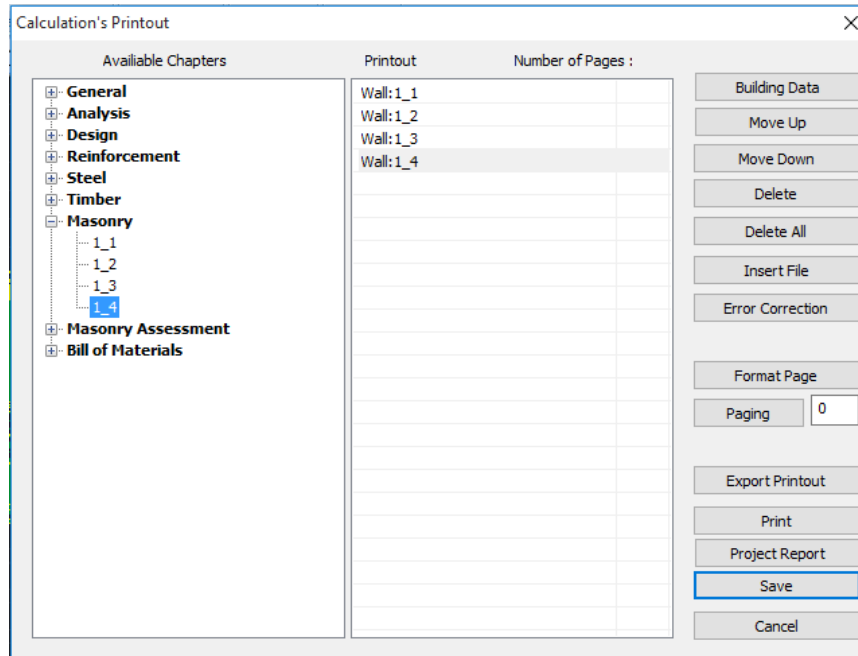 Calculation's Printout
Availiable Chapters
Printout
Number of Pages :
General
Analysis
Design
Reinforcement
Steel
Timber
Masonry
1_1
1_2
1_3
1_4
Masonry Assessment
Bill of Materials
Wall:1_1
Wall:1_2
Wall:1_3
Wall:1_4
Building Data
Move Up
Move Down
Delete
Delete All
Insert File
Error Correction
Format Page
Paging 0
Export Printout
Print
Project Report
Save
Cancel